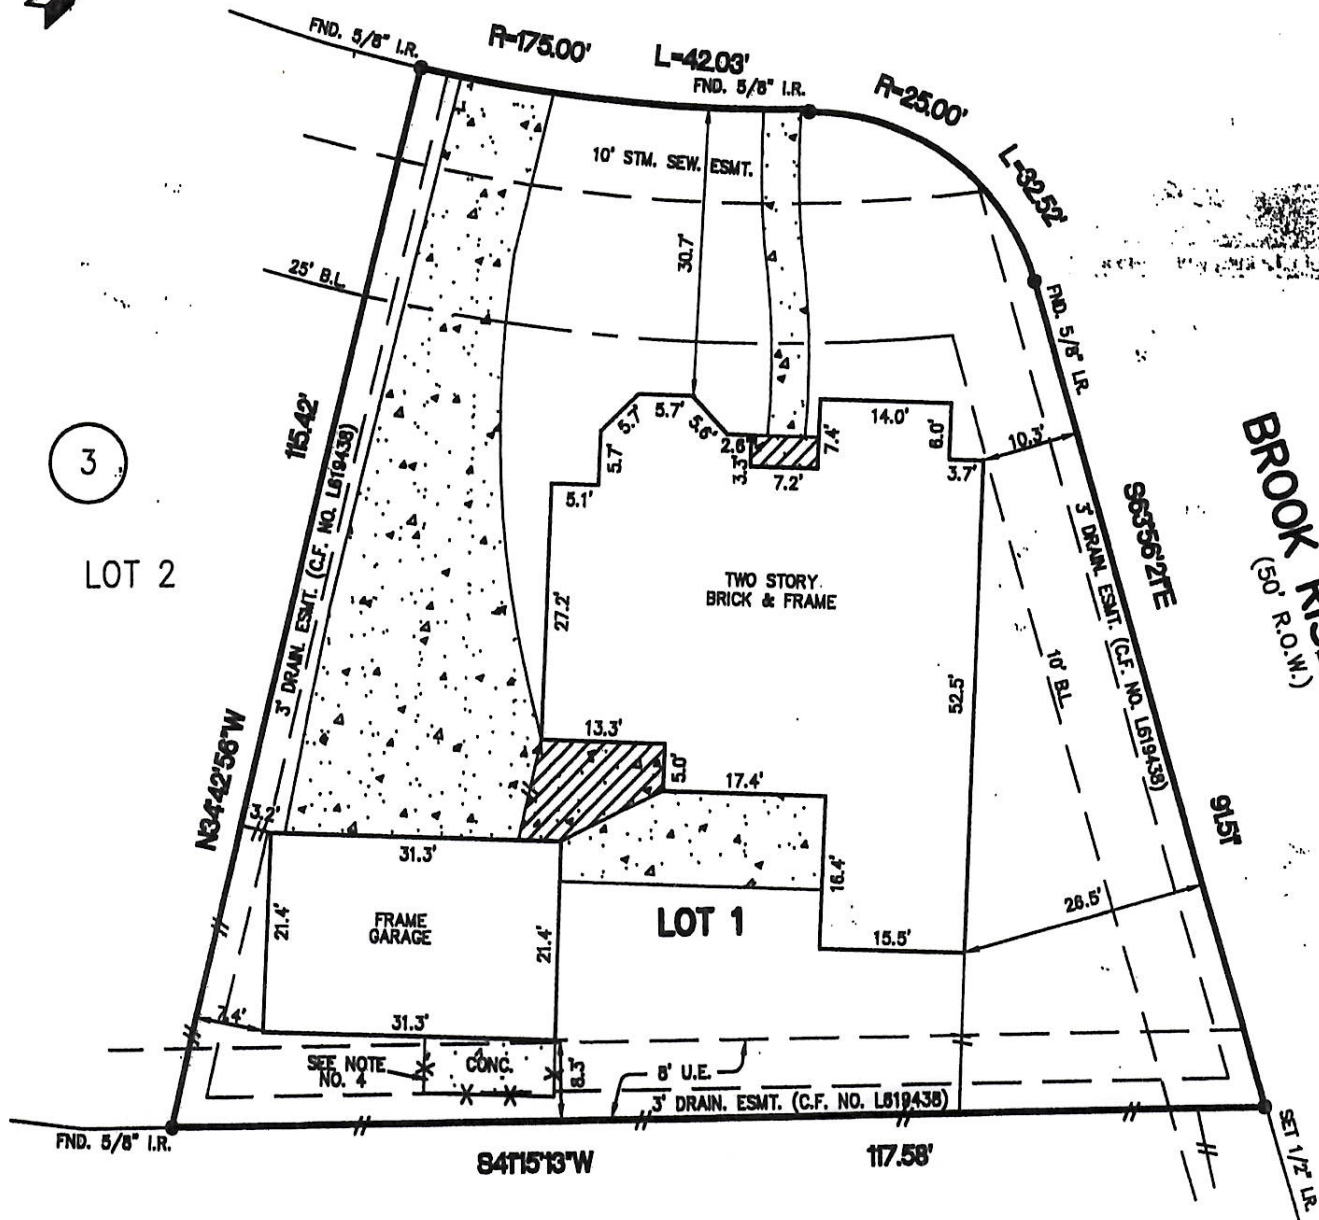 FND. 5/8" I.R.
R=175.00'
L=42.03'
FND. 5/8" I.R.
R=25.00'
L=32.52'
10' STM. SEW. ESMT.
30.7'
25' B.L.
FND. 5/8" I.R.
115.42'
3
LOT 2
3' DRAIN. ESMT. (C.F. NO. L619438)
5.7'
5.7'
5.7'
5.6'
5.1'
2.6'
3.3'
7.2'
7.4'
14.0'
6.0'
3.7'
10.3'
S63°56'21"E
3' DRAIN. ESMT. (C.F. NO. L619438)
BROOK
(50' R.O.W.)
TWO STORY
BRICK & FRAME
27.2'
52.5'
10' B.L.
13.3'
5.0'
17.4'
N34°42'56"W
3.2'
31.3'
16.4'
91.51'
21.4'
FRAME
GARAGE
21.4'
LOT 1
15.5'
26.5'
7.4'
31.3'
SEE NOTE
NO. 4
CONC.
8.3'
8' U.E.
3' DRAIN. ESMT. (C.F. NO. L619438)
FND. 5/8" I.R.
S41°15'13"W
117.58'
SET 1/2" I.R.